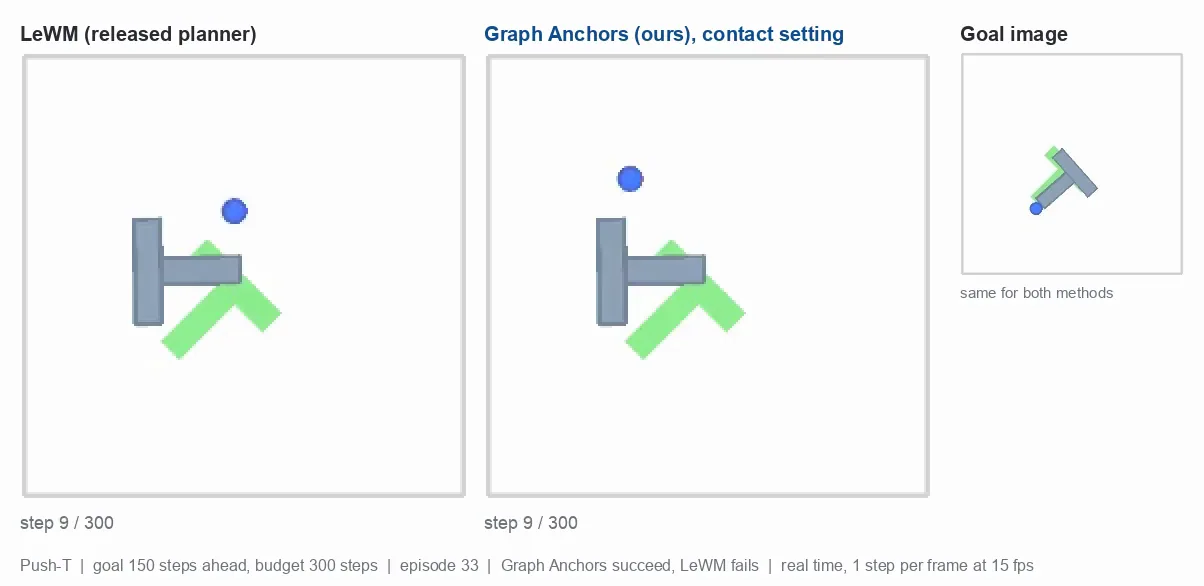 LeWM (released planner)
Graph Anchors (ours), contact setting
Goal image
same for both methods
step 9 / 300
step 9 / 300
Push-T | goal 150 steps ahead, budget 300 steps | episode 33 | Graph Anchors succeed, LeWM fails | real time, 1 step per frame at 15 fps